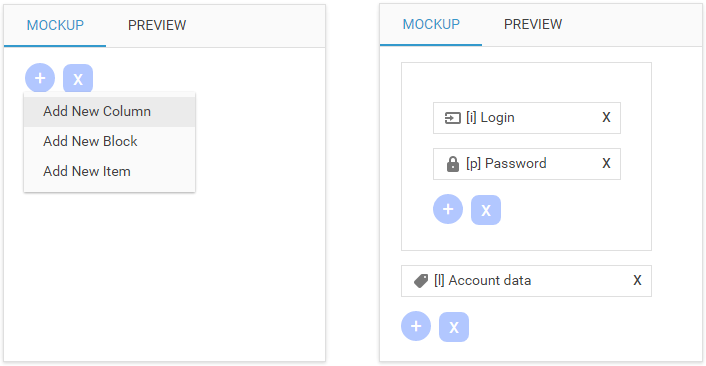 MOCKUP PREVIEW
+ X
Add New Column
Add New Block
Add New Item
MOCKUP PREVIEW
[i] Login X
[p] Password X
+ X
[l] Account data X
+ X